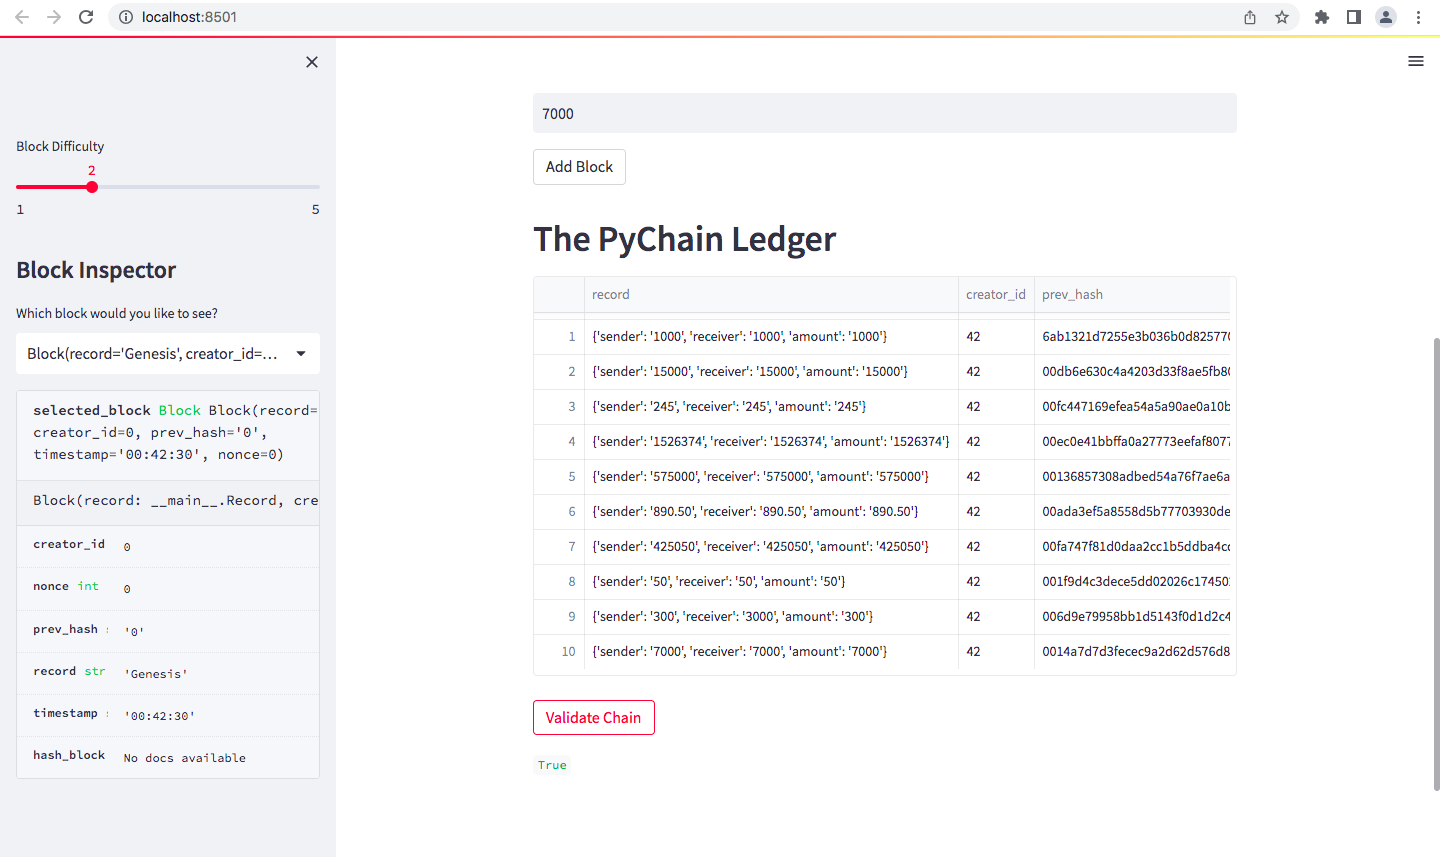 localhost:8501
Block Difficulty
2
1 5
Block Inspector
Which block would you like to see?
Block(record='Genesis', creator_id=...
selected_block Block Block(record=
creator_id=0, prev_hash='0',
timestamp='00:42:30', nonce=0)
Block(record: __main__.Record, cre
creator_id 0
nonce int 0
prev_hash '0'
record str 'Genesis'
timestamp '00:42:30'
hash_block No docs available
7000
Add Block
The PyChain Ledger
record creator_id prev_hash
1 {'sender': '1000', 'receiver': '1000', 'amount': '1000'} 42 6ab1321d7255e3b036b0d825770
2 {'sender': '15000', 'receiver': '15000', 'amount': '15000'} 42 00db6e630c4a4203d33f8ae5fb80
3 {'sender': '245', 'receiver': '245', 'amount': '245'} 42 00fc447169efea54a5a90ae0a10b
4 {'sender': '1526374', 'receiver': '1526374', 'amount': '1526374'} 42 00ec0e41bbffa0a27773eefaf8077
5 {'sender': '575000', 'receiver': '575000', 'amount': '575000'} 42 00136857308adbed54a76f7ae6a
6 {'sender': '890.50', 'receiver': '890.50', 'amount': '890.50'} 42 00ada3ef5a8558d5b77703930de
7 {'sender': '425050', 'receiver': '425050', 'amount': '425050'} 42 00fa747f81d0daa2cc1b5ddba4cc
8 {'sender': '50', 'receiver': '50', 'amount': '50'} 42 001f9d4c3dece5dd02026c17450
9 {'sender': '300', 'receiver': '3000', 'amount': '300'} 42 006d9e79958bb1d5143f0d1d2c4
10 {'sender': '7000', 'receiver': '7000', 'amount': '7000'} 42 0014a7d7d3fecec9a2d62d576d8
Validate Chain
True